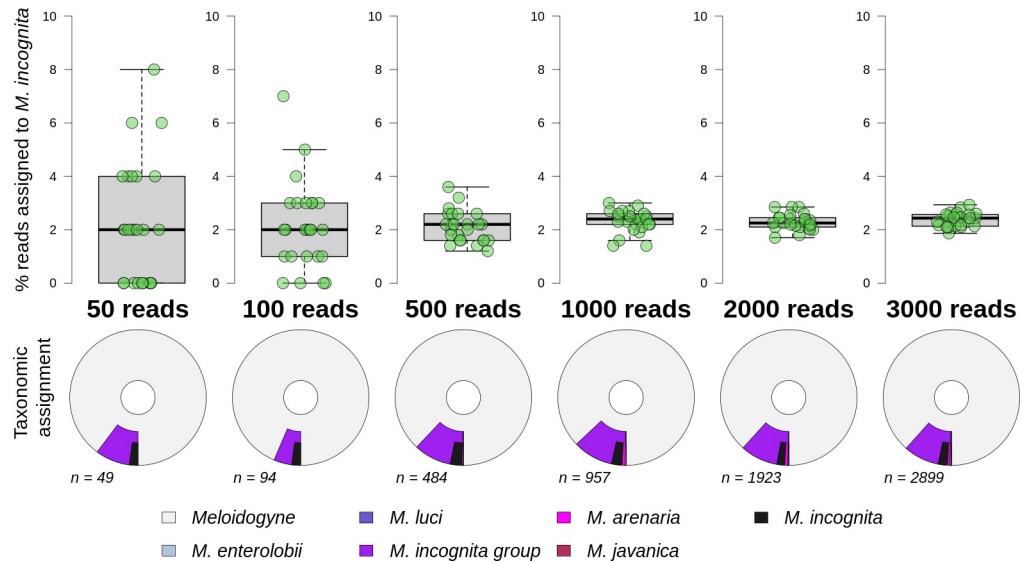 % reads assigned to M. incognita
10 10 10 10 10 10
8 8 8 8 8 8
6 6 6 6 6 6
4 4 4 4 4 4
2 2 2 2 2 2
0 0 0 0 0 0
50 reads 100 reads 500 reads 1000 reads 2000 reads 3000 reads
Taxonomic
assignment
n = 49 n = 94 n = 484 n = 957 n = 1923 n = 2899
Meloidogyne M. luci M. arenaria M. incognita
M. enterolobii M. incognita group M. javanica